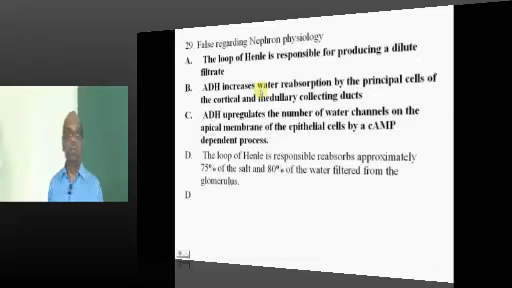 29. False regarding Nephron physiology
A. The loop of Henle is responsible for producing a dilute
filtrate
B. ADH increases water reabsorption by the principal cells of
the cortical and medullary collecting ducts
C. ADH upregulates the number of water channels on the
apical membrane of the epithelial cells by a cAMP
dependent process.
D. The loop of Henle is responsible reabsorbs approximately
75% of the salt and 80% of the water filtered from the
glomerulus.
D